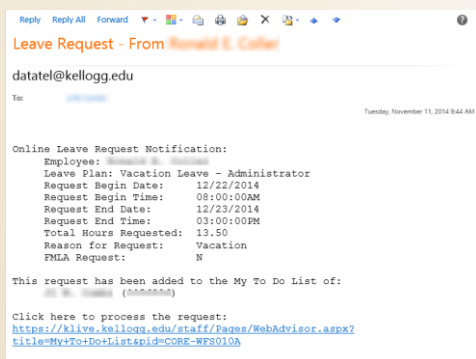 Reply Reply All Forward
Leave Request - From
datatel@kellogg.edu
To:
Tuesday, November 11, 2014 9:44 AM
Online Leave Request Notification:
Employee:
Leave Plan: Vacation Leave - Administrator
Request Begin Date: 12/22/2014
Request Begin Time: 08:00:00AM
Request End Date: 12/23/2014
Request End Time: 03:00:00PM
Total Hours Requested: 13.50
Reason for Request: Vacation
FMLA Request: N
This request has been added to the My To Do List of:
Click here to process the request:
https://klive.kellogg.edu/staff/Pages/WebAdvisor.aspx?
title=My+To+Do+List&pid=CORE-WFS010A